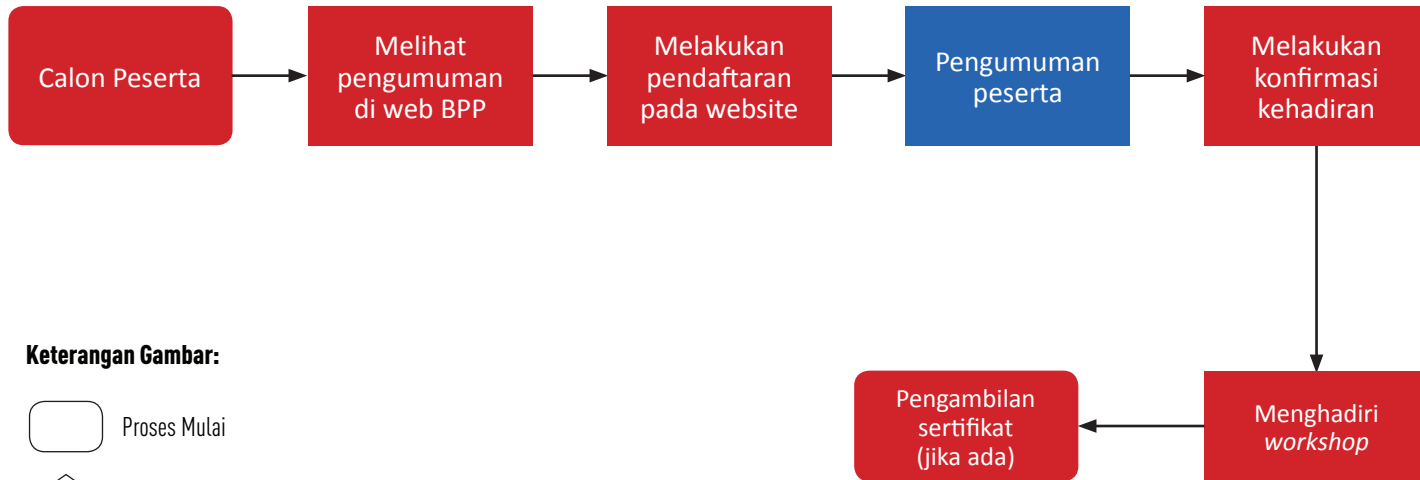 Calon Peserta
Melihat
pengumuman
di web BPP
Melakukan
pendaftaran
pada website
Pengumuman
peserta
Melakukan
konfirmasi
kehadiran
Menghadiri
workshop
Pengambilan
sertifikat
(jika ada)
Keterangan Gambar:
Proses Mulai